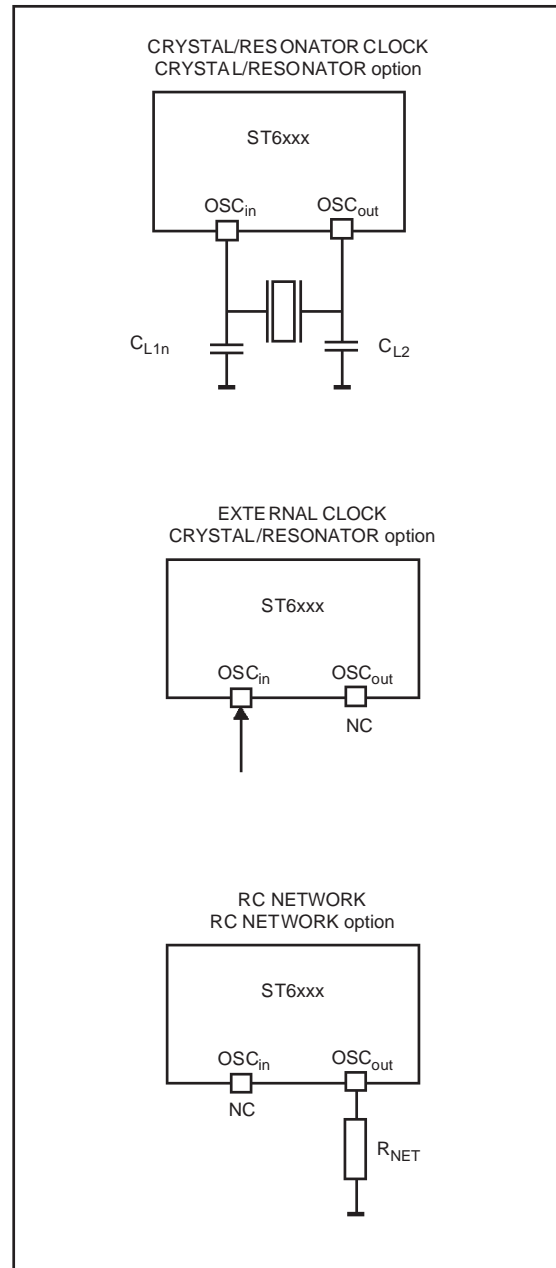 CRYSTAL/RESONATOR CLOCK
CRYSTAL/RESONATOR option
ST6xxx
OSCin OSCout
CL1n CL2
EXTERNAL CLOCK
CRYSTAL/RESONATOR option
ST6xxx
OSCin OSCout
NC
RC NETWORK
RC NETWORK option
ST6xxx
OSCin OSCout
NC
RNET